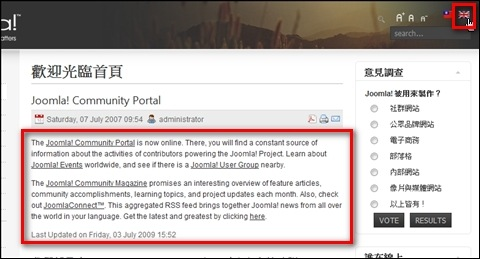 a!™
atters
A+ A A-
search...
歡迎光臨首頁
Joomla! Community Portal
Saturday, 07 July 2007 09:54 administrator
The Joomla! Community Portal is now online. There, you will find a constant source of
information about the activities of contributors powering the Joomla! Project. Learn about
Joomla! Events worldwide, and see if there is a Joomla! User Group nearby.
The Joomla! Community Magazine promises an interesting overview of feature articles,
community accomplishments, learning topics, and project updates each month. Also, check
out JoomlaConnect™. This aggregated RSS feed brings together Joomla! news from all over
the world in your language. Get the latest and greatest by clicking here.
Last Updated on Friday, 03 July 2009 15:52
意見調查
Joomla! 被用來製作?
社群網站
公眾品牌網站
電子商務
部落格
內部網站
像片與媒體網站
以上皆有!
VOTE RESULTS
誰在線上